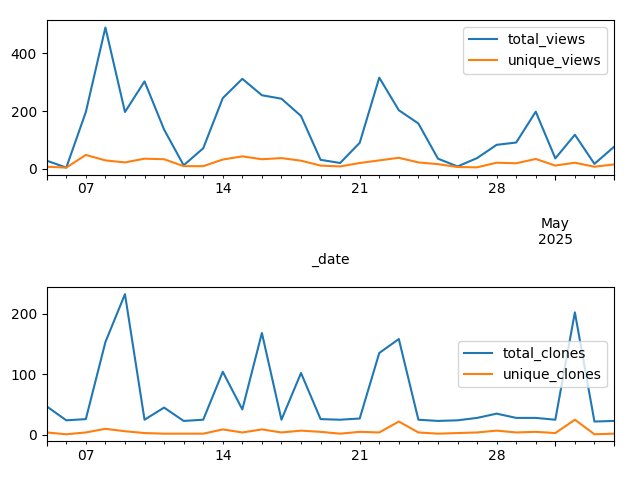 400
200
0
total_views
unique_views
07
14
21
28
May
2025
_date
200
100
0
total_clones
unique_clones
07
14
21
28